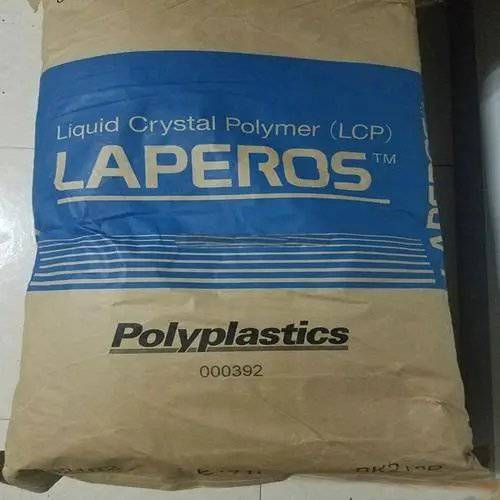 Liquid Crystal Polymer (LCP)
LAPEROS™
Polyplastics
000392